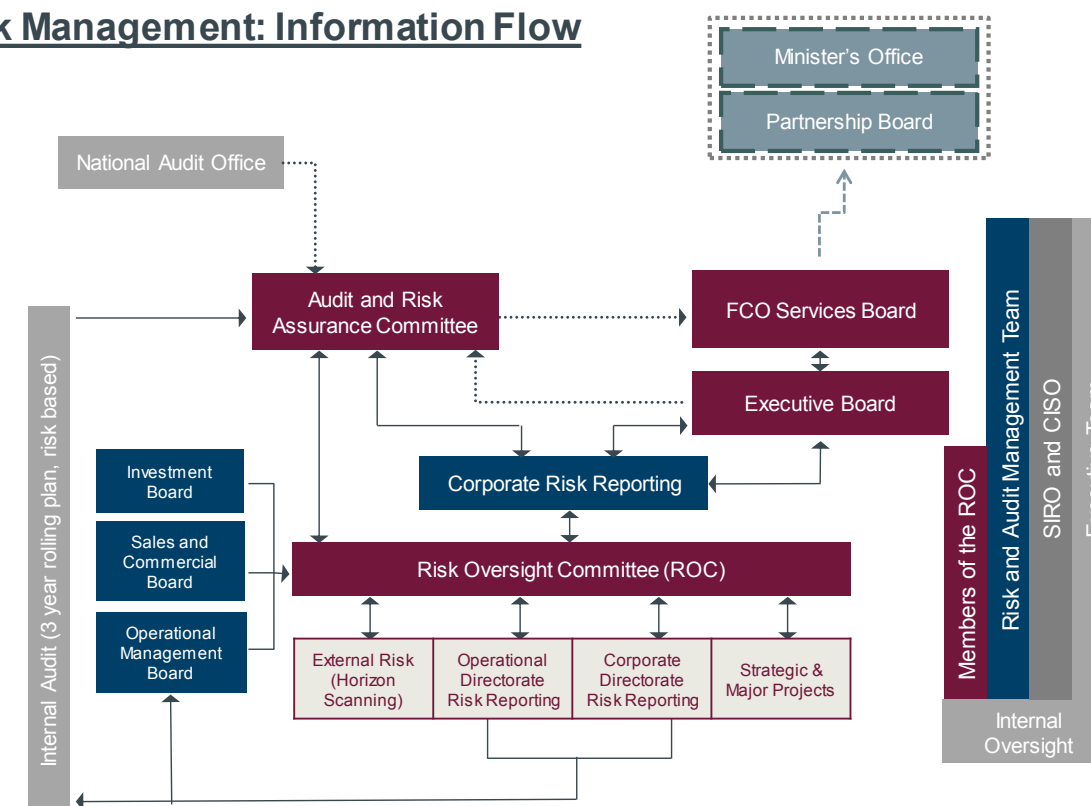 k Management: Information Flow
Minister's Office
Partnership Board
National Audit Office
Audit and Risk
Assurance Committee
FCO Services Board
Executive Board
Corporate Risk Reporting
Investment
Board
Sales and
Commercial
Board
Operational
Management
Board
Risk Oversight Committee (ROC)
External Risk
(Horizon
Scanning)
Operational
Directorate
Risk Reporting
Corporate
Directorate
Risk Reporting
Strategic &
Major Projects
Internal Audit (3 year rolling plan, risk based)
Members of the ROC
Risk and Audit Management Team
SIRO and CISO
Internal
Oversight